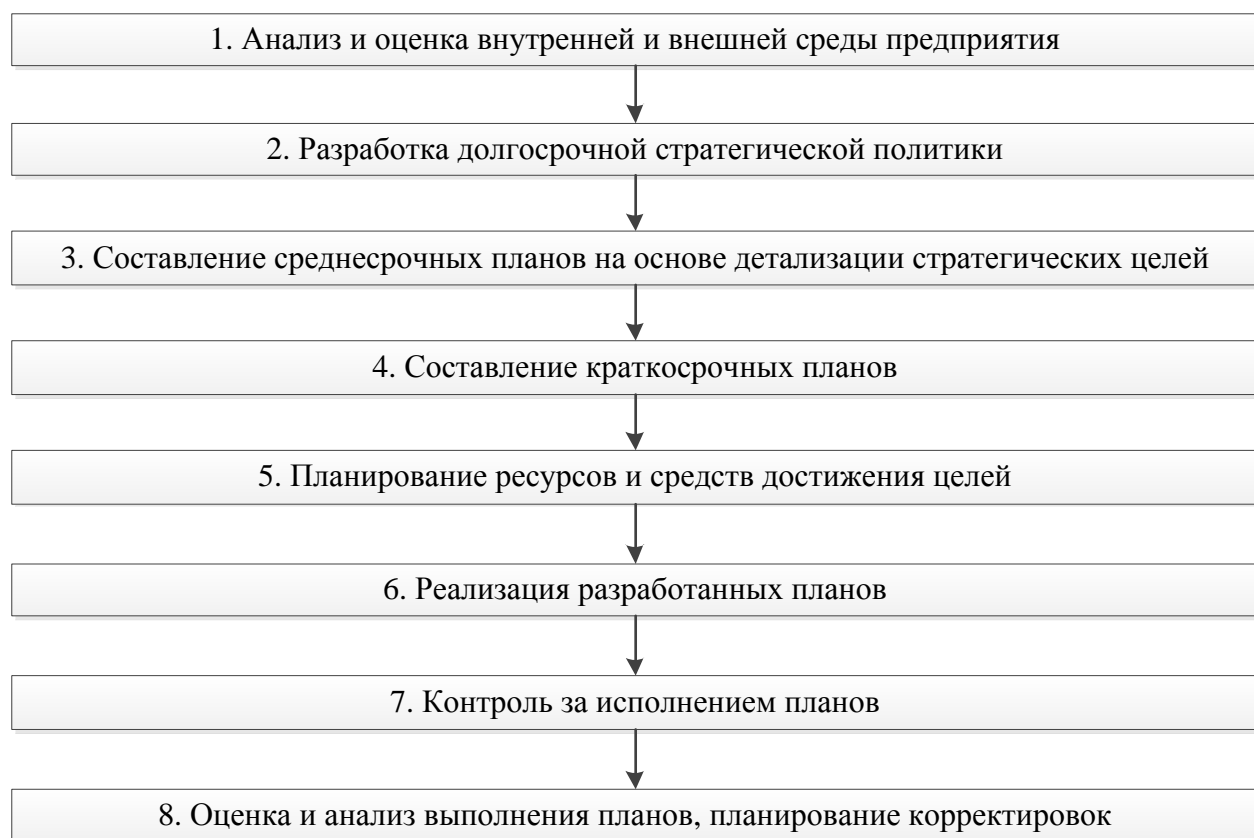 1. Анализ и оценка внутренней и внешней среды предприятия
2. Разработка долгосрочной стратегической политики
3. Составление среднесрочных планов на основе детализации стратегических целей
4. Составление краткосрочных планов
5. Планирование ресурсов и средств достижения целей
6. Реализация разработанных планов
7. Контроль за исполнением планов
8. Оценка и анализ выполнения планов, планирование корректировок